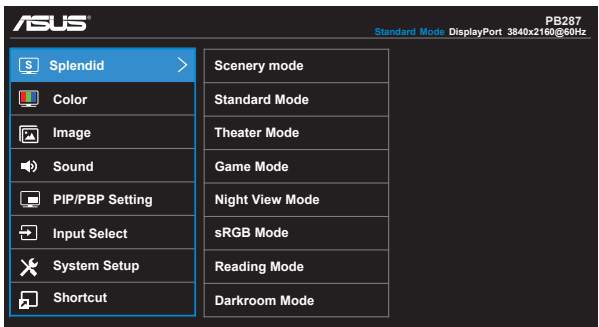 ASUS
PB287
Standard Mode DisplayPort 3840x2160@60Hz
S Splendid
Color
Image
Sound
PIP/PBP Setting
Input Select
System Setup
Shortcut
Scenery mode
Standard Mode
Theater Mode
Game Mode
Night View Mode
sRGB Mode
Reading Mode
Darkroom Mode